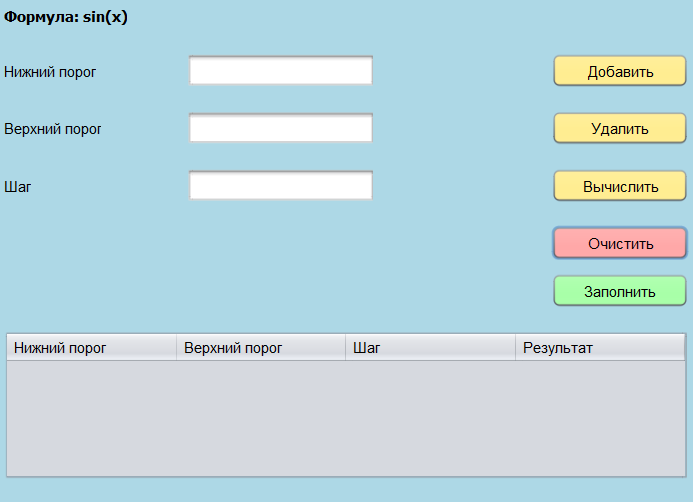 Формула: sin(x)
Нижний порог
Добавить
Верхний порог
Удалить
Шаг
Вычислить
Очистить
Заполнить
Нижний порог Верхний порог Шаг Результат